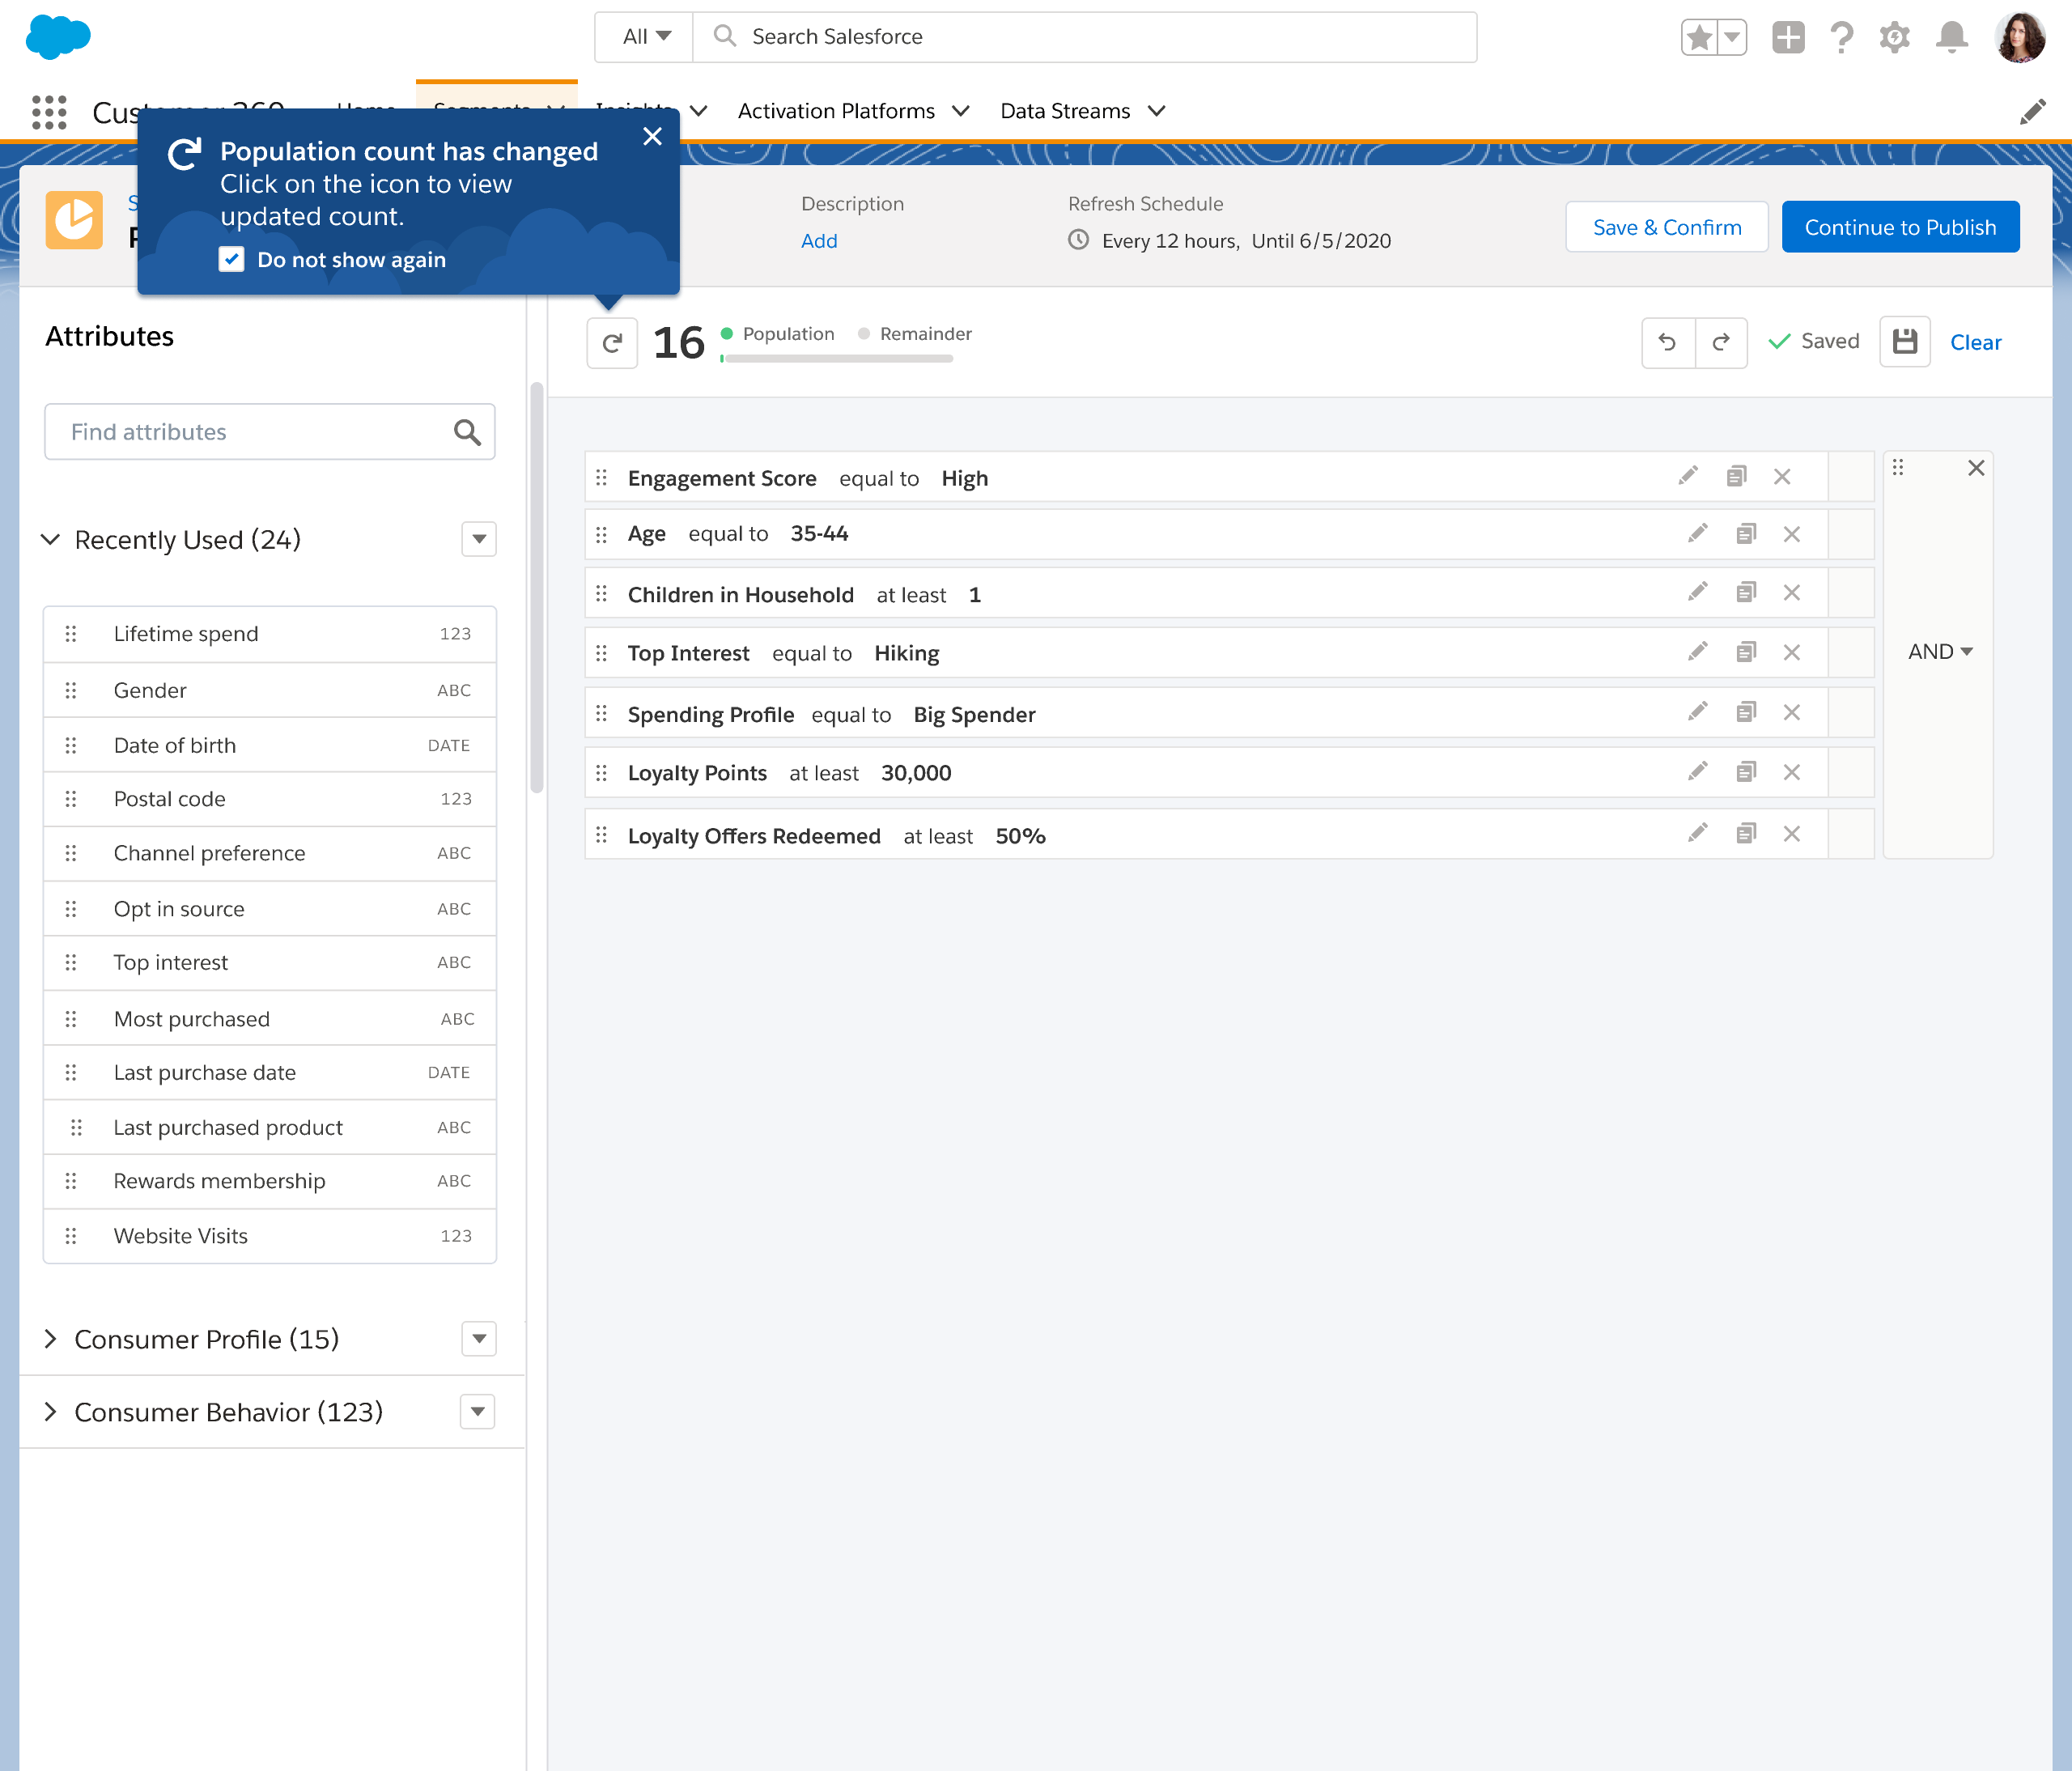 All
Search Salesforce
Customer 360
Home
Segments
Insights
Activation Platforms
Data Streams
Population count has changed
Click on the icon to view
updated count.
Do not show again
Description
Add
Refresh Schedule
Every 12 hours, Until 6/5/2020
Save & Confirm
Continue to Publish
Attributes
Find attributes
Recently Used (24)
Lifetime spend 123
Gender ABC
Date of birth DATE
Postal code 123
Channel preference ABC
Opt in source ABC
Top interest ABC
Most purchased ABC
Last purchase date DATE
Last purchased product ABC
Rewards membership ABC
Website Visits 123
Consumer Profile (15)
Consumer Behavior (123)
16
Population
Remainder
Saved
Clear
Engagement Score equal to High
Age equal to 35-44
Children in Household at least 1
Top Interest equal to Hiking
Spending Profile equal to Big Spender
Loyalty Points at least 30,000
Loyalty Offers Redeemed at least 50%
AND